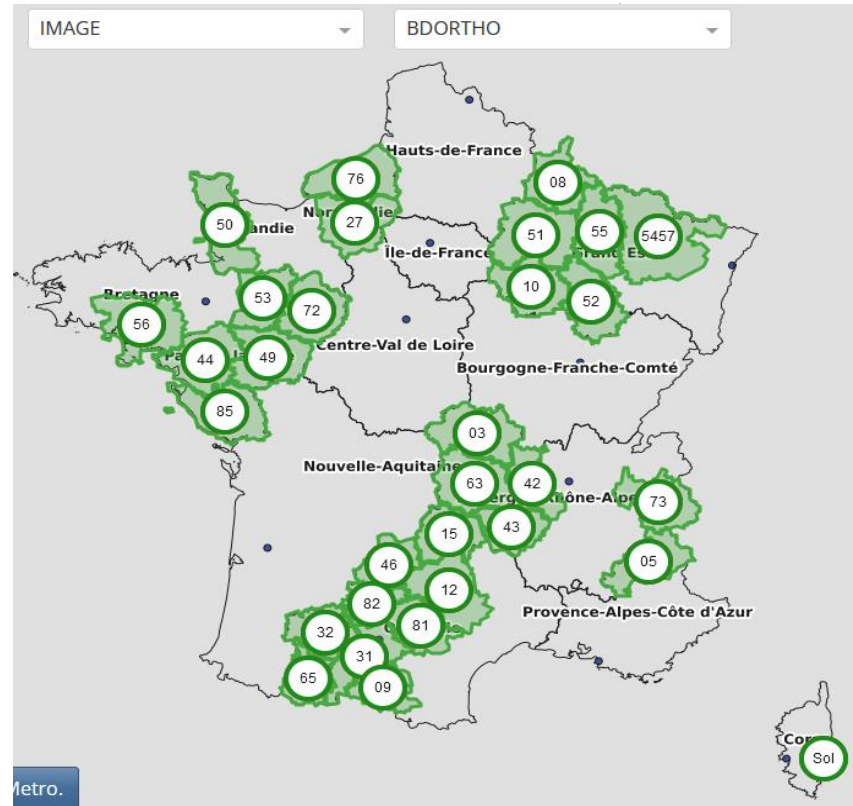 IMAGE
BDORTHO
Hauts-de-France
76
08
50
27
51
55
5457
Île-de-France
10
52
53
72
Bretagne
56
Centre-Val de Loire
44
49
Bourgogne-Franche-Comté
85
03
Nouvelle-Aquitaine
63
42
73
43
15
46
05
12
82
Provence-Alpes-Côte d'Azur
32
81
31
65
09
Sol
Metro.